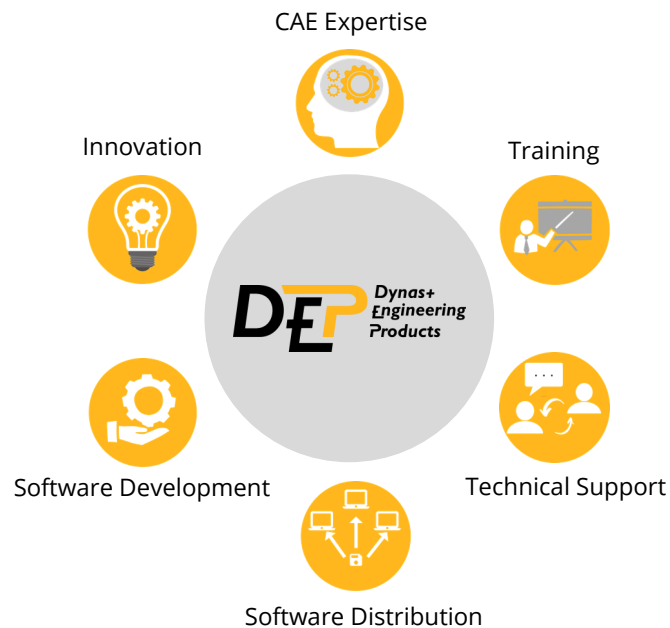 CAE Expertise
Innovation
Training
DEP
Dynas+
Engineering
Products
Software Development
Technical Support
Software Distribution